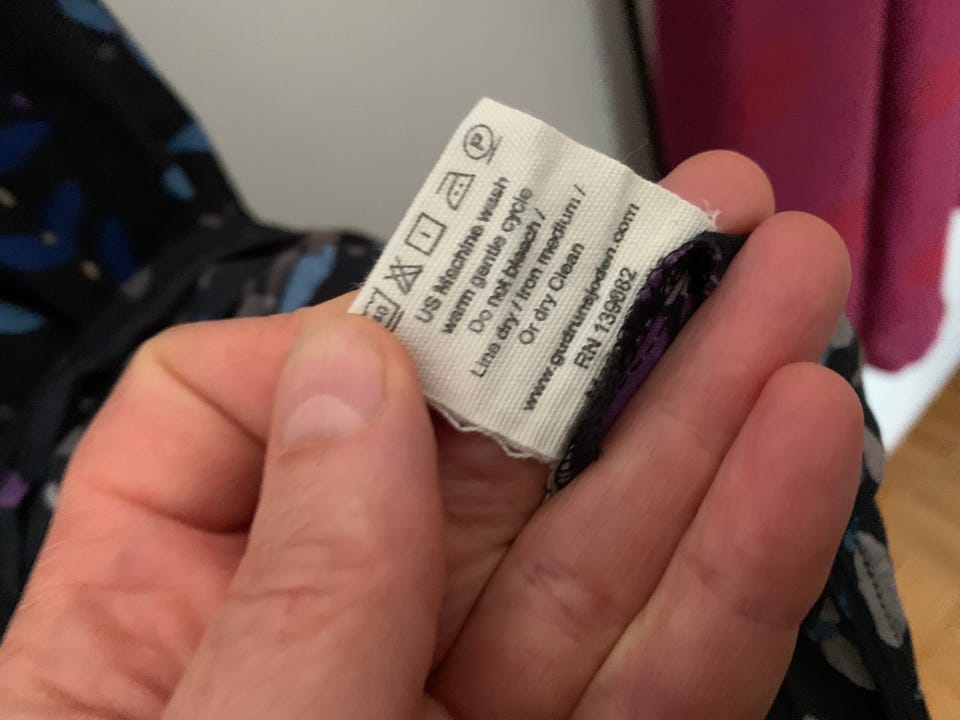 P
US Machine wash
warm gentle cycle
Do not bleach /
Line dry / Iron medium /
Or dry Clean
www.gudrunsjoden.com
RN 139082